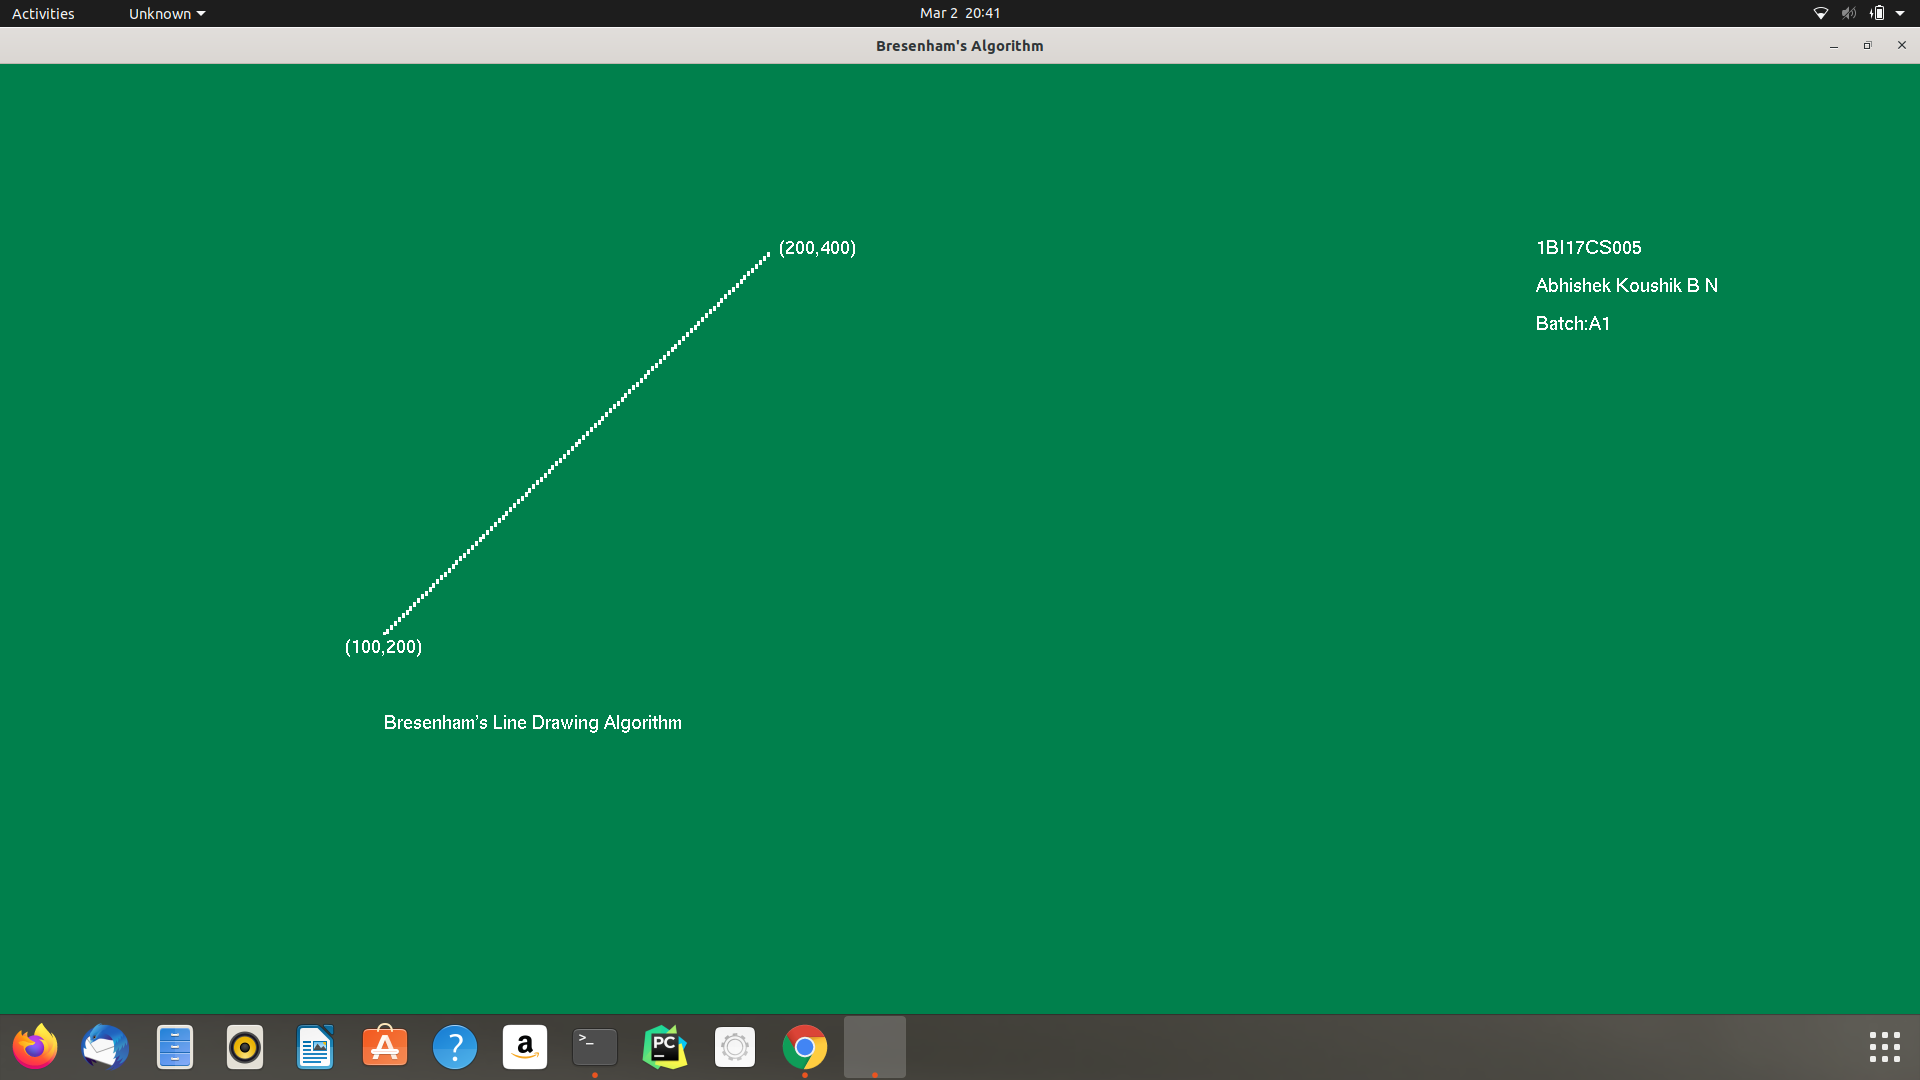 Activities Unknown Mar 2 20:41
Bresenham's Algorithm
(200,400)
1BI17CS005
Abhishek Koushik B N
Batch:A1
(100,200)
Bresenham's Line Drawing Algorithm
? a >_ PC